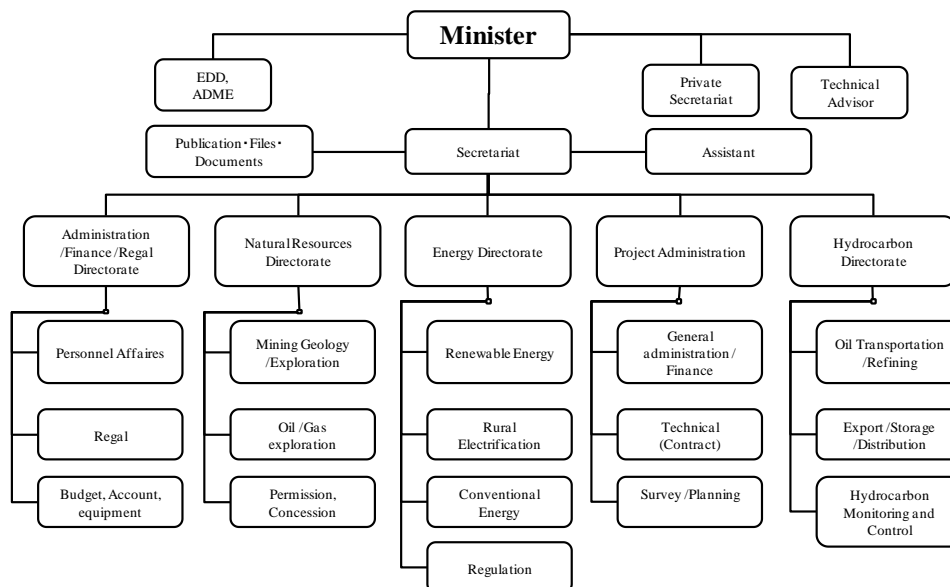 Minister
EDD,
ADME
Private
Secretariat
Technical
Advisor
Publication・Files・
Documents
Secretariat
Assistant
Administration
/Finance /Regal
Directorate
Natural Resources
Directorate
Energy Directorate
Project Administration
Hydrocarbon
Directorate
Personnel Affaires
Mining Geology
/Exploration
Renewable Energy
General
administration /
Finance
Oil Transportation
/Refining
Regal
Oil /Gas
exploration
Rural
Electrification
Technical
(Contract)
Export /Storage
/Distribution
Budget, Account,
equipment
Permission,
Concession
Conventional
Energy
Survey /Planning
Hydrocarbon
Monitoring and
Control
Regulation